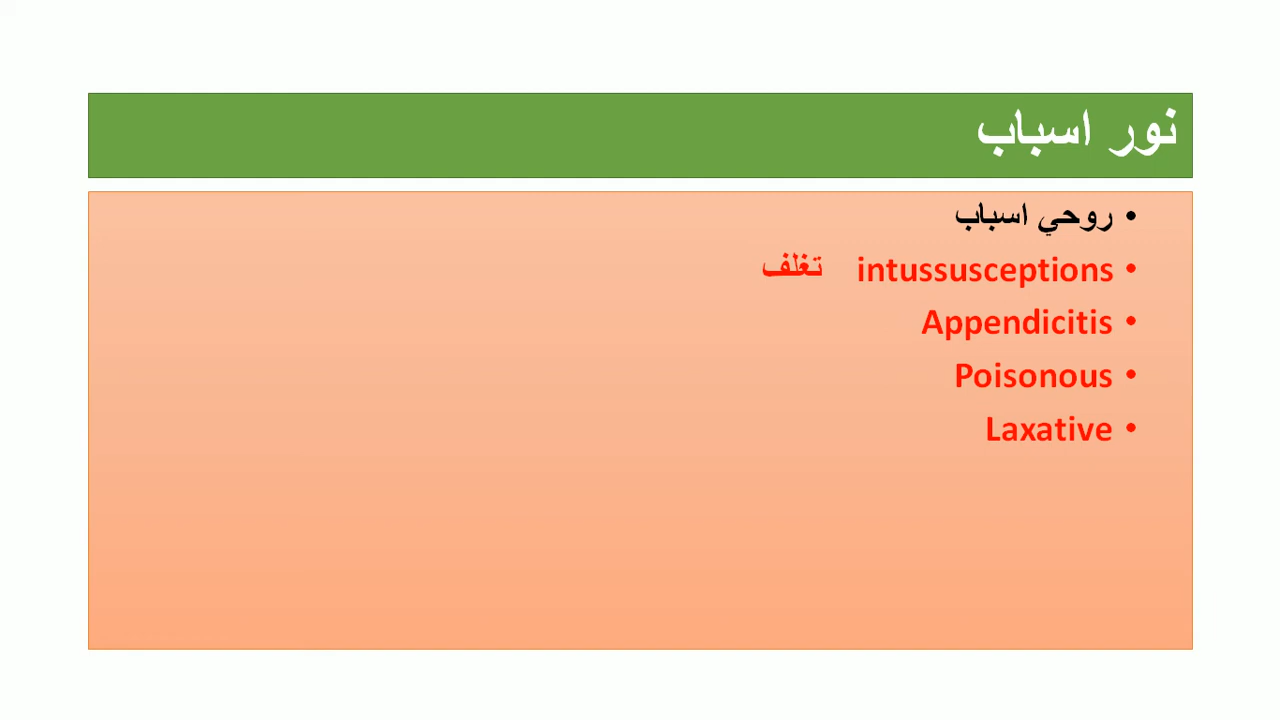 نور اسباب
• روحي اسباب
• intussusceptions تغلف
• Appendicitis
• Poisonous
• Laxative